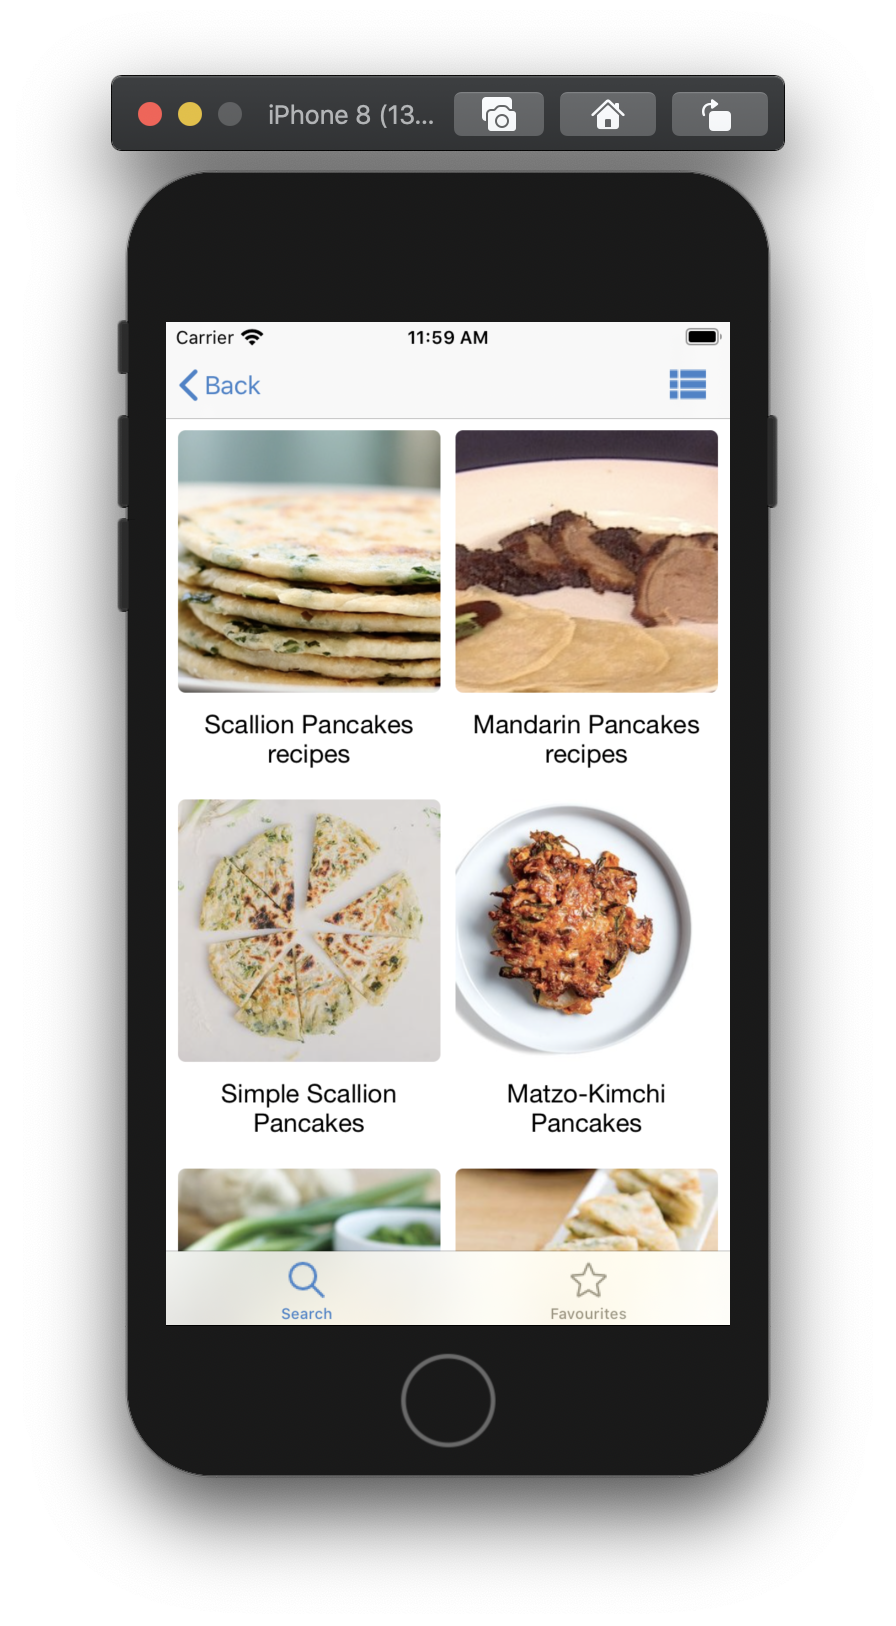 iPhone 8 (13...
Carrier
11:59 AM
Back
Scallion Pancakes
recipes
Mandarin Pancakes
recipes
Simple Scallion
Pancakes
Matzo-Kimchi
Pancakes
Search
Favourites